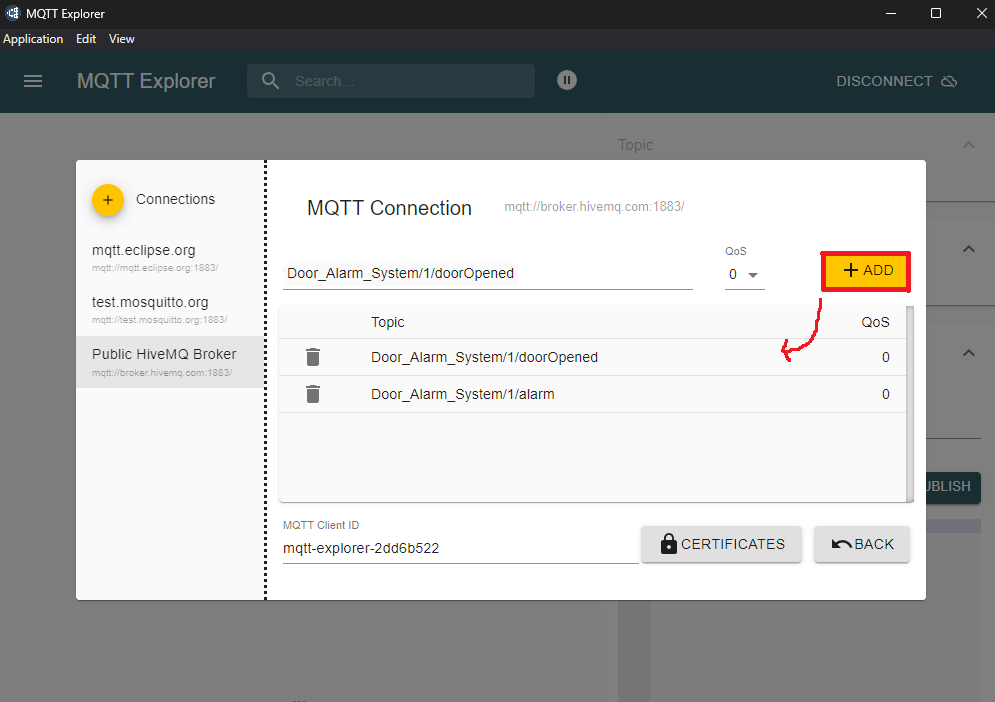 MQTT Explorer
Application Edit View
MQTT Explorer
Search...
DISCONNECT
Topic
Connections
mqtt.eclipse.org
mqtt://mqtt.eclipse.org:1883/
test.mosquitto.org
mqtt://test.mosquitto.org:1883/
Public HiveMQ Broker
mqtt://broker.hivemq.com:1883/
MQTT Connection mqtt://broker.hivemq.com:1883/
QoS
Door_Alarm_System/1/doorOpened 0 ADD
Topic QoS
Door_Alarm_System/1/doorOpened 0
Door_Alarm_System/1/alarm 0
MQTT Client ID
mqtt-explorer-2dd6b522
CERTIFICATES BACK
UBLISH